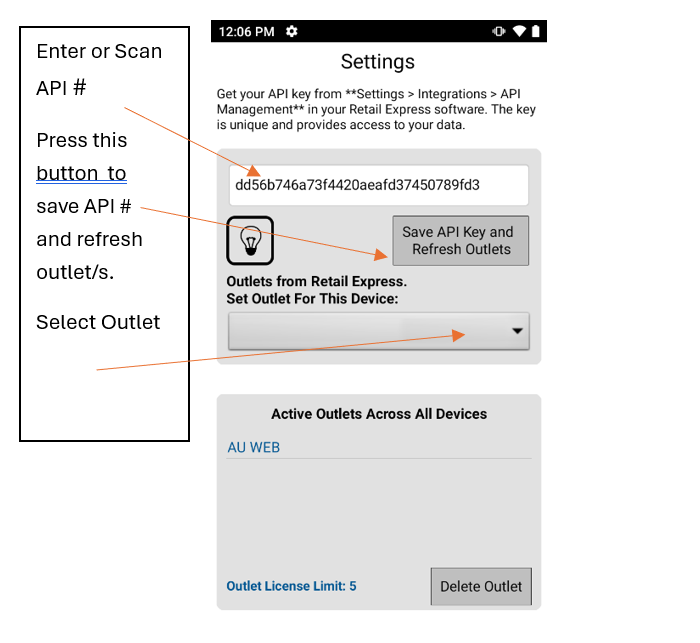 Enter or Scan
API #
Press this
button to
save API #
and refresh
outlet/s.
Select Outlet
12:06 PM
Settings
Get your API key from **Settings > Integrations > API
Management** in your Retail Express software. The key
is unique and provides access to your data.
dd56b746a73f4420aeafd37450789fd3
Save API Key and
Refresh Outlets
Outlets from Retail Express.
Set Outlet For This Device:
Active Outlets Across All Devices
AU WEB
Outlet License Limit: 5
Delete Outlet